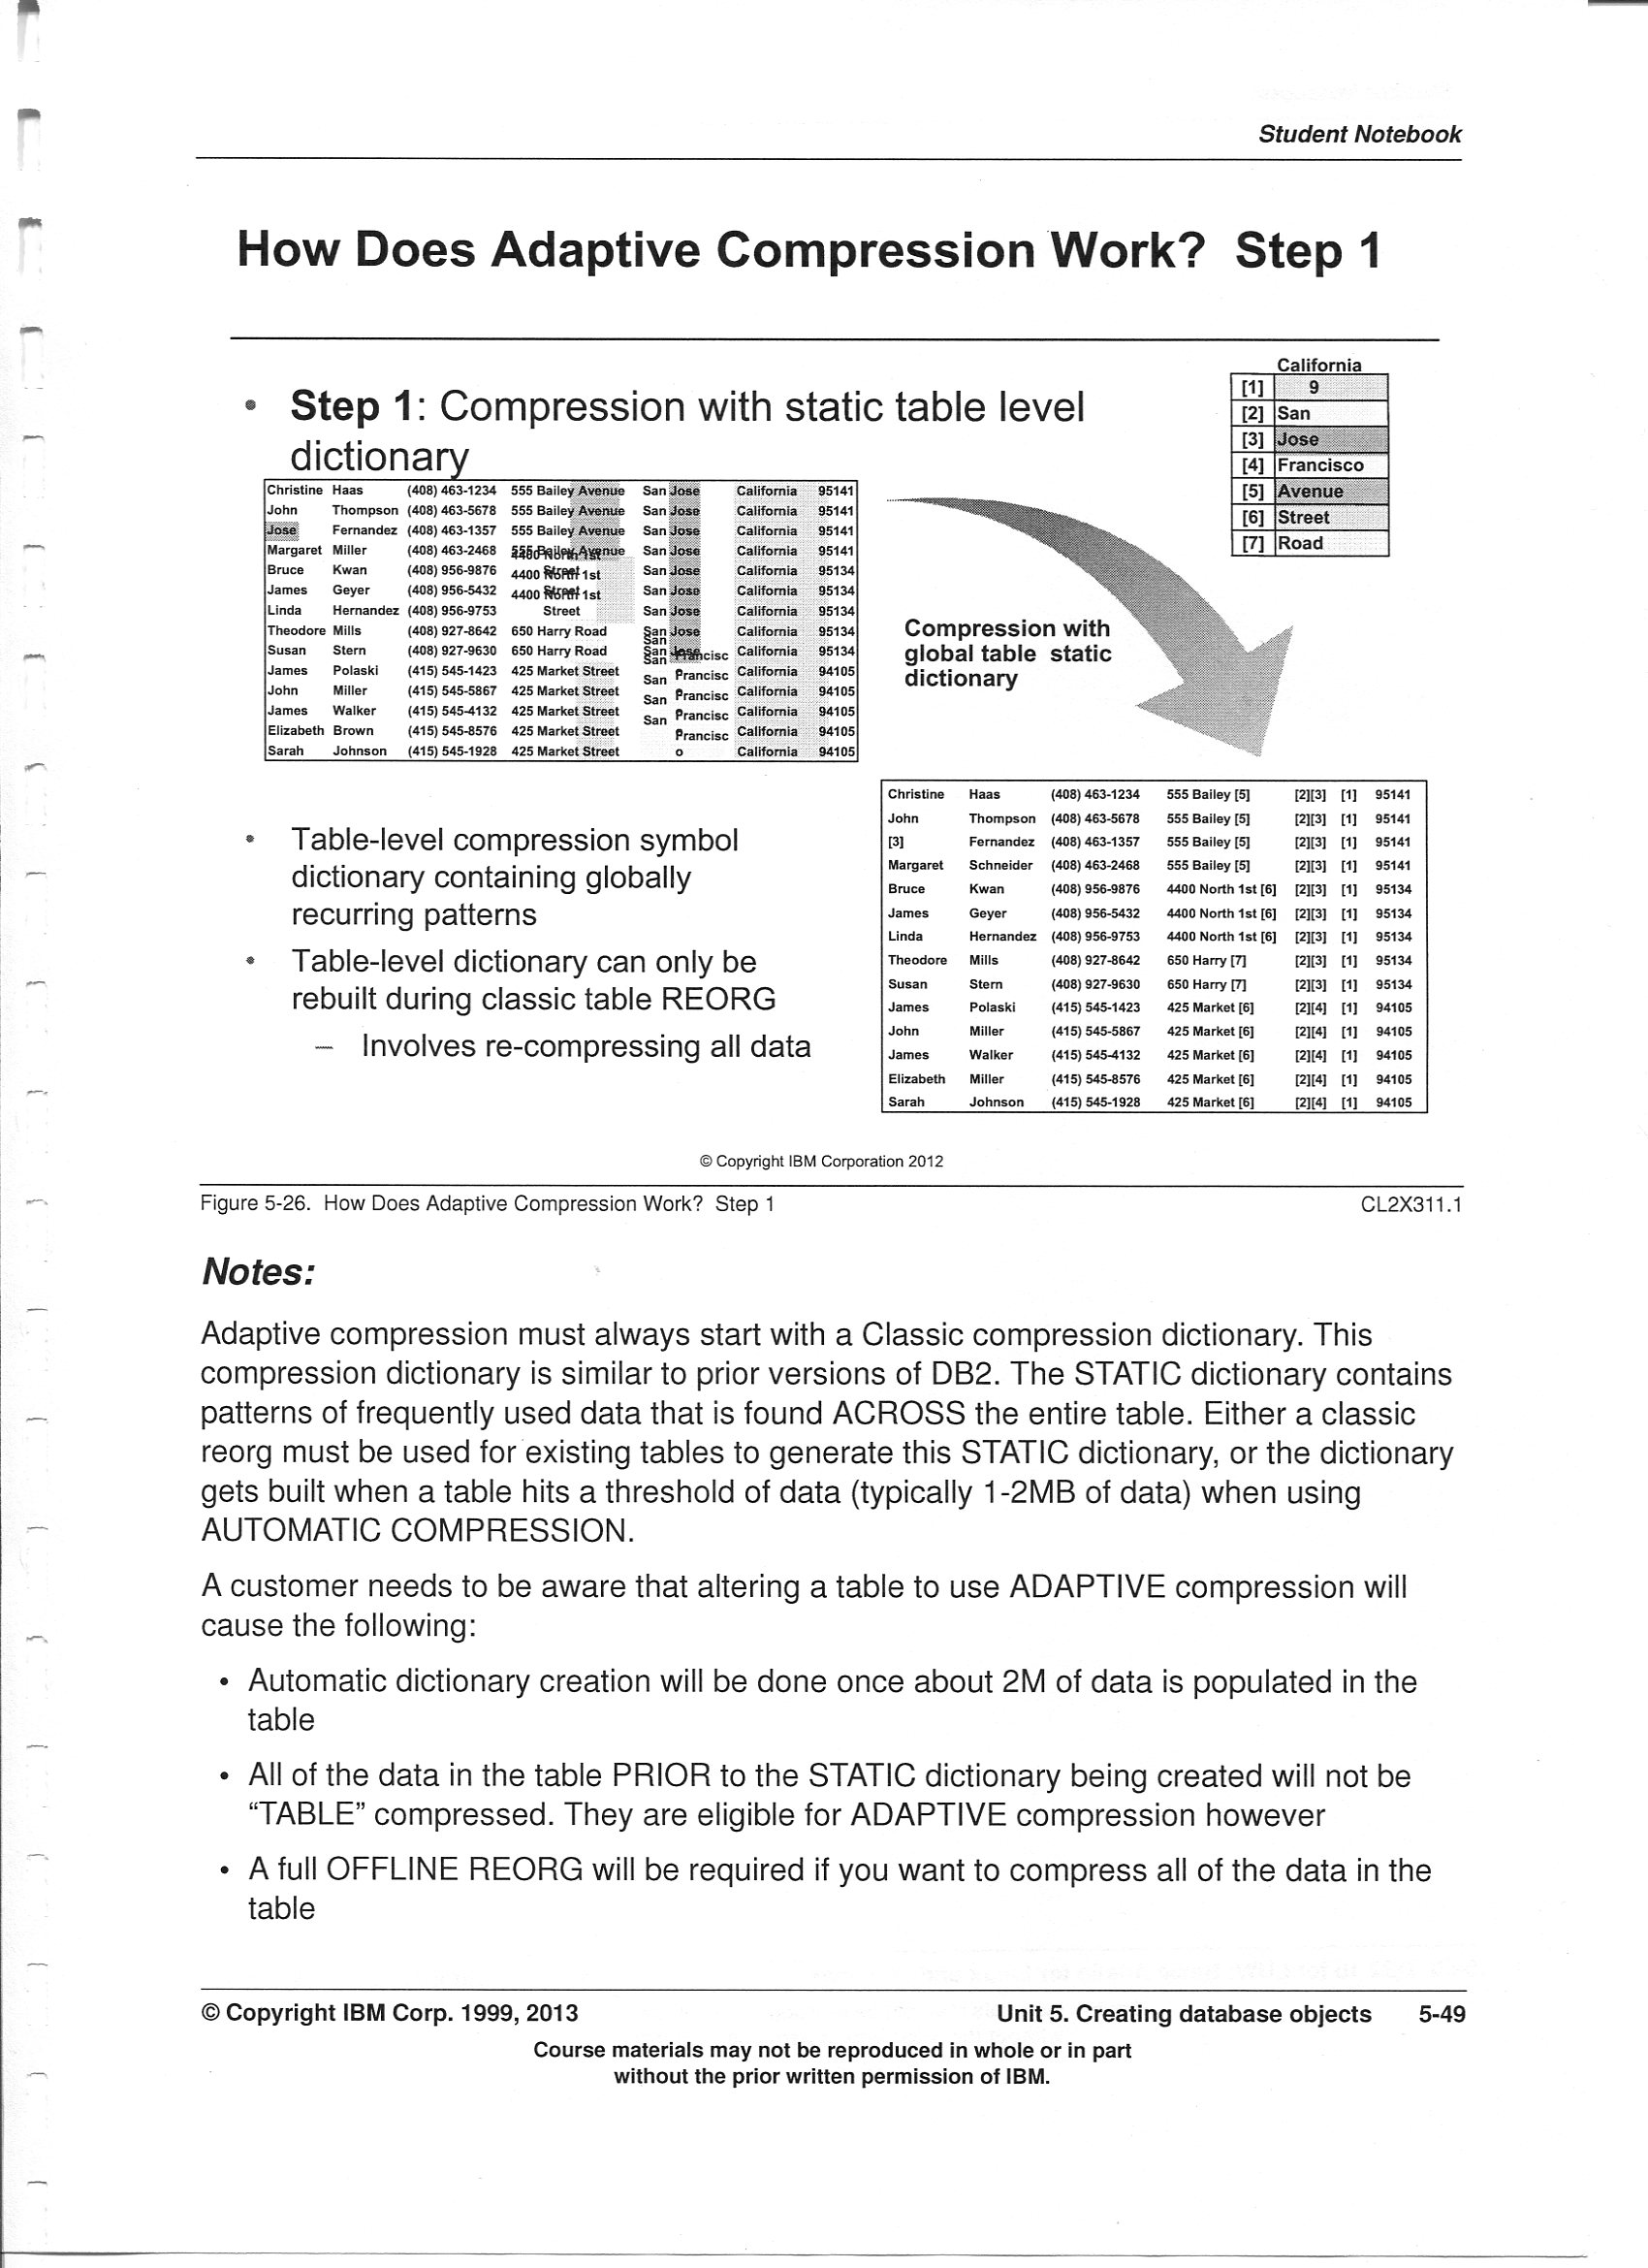 Student Notebook
How Does Adaptive Compression Work? Step 1
• Step 1: Compression with static table level
dictionary
California
[1] 9
[2] San
[3] Jose
[4] Francisco
[5] Avenue
[6] Street
[7] Road
Christine Haas (408) 463-1234 555 Bailey Avenue San Jose California 95141
John Thompson (408) 463-5678 555 Bailey Avenue San Jose California 95141
Jose Fernandez (408) 463-1357 555 Bailey Avenue San Jose California 95141
Margaret Miller (408) 463-2468 555 Bailey Avenue San Jose California 95141
Bruce Kwan (408) 956-9876 4400 North 1st Street San Jose California 95134
James Geyer (408) 956-5432 4400 North 1st Street San Jose California 95134
Linda Hernandez (408) 956-9753 4400 North 1st Street San Jose California 95134
Theodore Mills (408) 927-8642 650 Harry Road San Jose California 95134
Susan Stern (408) 927-9630 650 Harry Road San Jose California 95134
James Polaski (415) 545-1423 425 Market Street San Francisco California 94105
John Miller (415) 545-5867 425 Market Street San Francisco California 94105
James Walker (415) 545-4132 425 Market Street San Francisco California 94105
Elizabeth Brown (415) 545-8576 425 Market Street San Francisco California 94105
Sarah Johnson (415) 545-1928 425 Market Street San Francisco California 94105
Compression with
global table static
dictionary
• Table-level compression symbol
dictionary containing globally
recurring patterns
• Table-level dictionary can only be
rebuilt during classic table REORG
– Involves re-compressing all data
Christine Haas (408) 463-1234 555 Bailey [5] [2][3] [1] 95141
John Thompson (408) 463-5678 555 Bailey [5] [2][3] [1] 95141
[3] Fernandez (408) 463-1357 555 Bailey [5] [2][3] [1] 95141
Margaret Schneider (408) 463-2468 555 Bailey [5] [2][3] [1] 95141
Bruce Kwan (408) 956-9876 4400 North 1st [6] [2][3] [1] 95134
James Geyer (408) 956-5432 4400 North 1st [6] [2][3] [1] 95134
Linda Hernandez (408) 956-9753 4400 North 1st [6] [2][3] [1] 95134
Theodore Mills (408) 927-8642 650 Harry [7] [2][3] [1] 95134
Susan Stern (408) 927-9630 650 Harry [7] [2][3] [1] 95134
James Polaski (415) 545-1423 425 Market [6] [2][4] [1] 94105
John Miller (415) 545-5867 425 Market [6] [2][4] [1] 94105
James Walker (415) 545-4132 425 Market [6] [2][4] [1] 94105
Elizabeth Miller (415) 545-8576 425 Market [6] [2][4] [1] 94105
Sarah Johnson (415) 545-1928 425 Market [6] [2][4] [1] 94105
© Copyright IBM Corporation 2012
Figure 5-26. How Does Adaptive Compression Work? Step 1 CL2X311.1
Notes:
Adaptive compression must always start with a Classic compression dictionary. This
compression dictionary is similar to prior versions of DB2. The STATIC dictionary contains
patterns of frequently used data that is found ACROSS the entire table. Either a classic
reorg must be used for existing tables to generate this STATIC dictionary, or the dictionary
gets built when a table hits a threshold of data (typically 1-2MB of data) when using
AUTOMATIC COMPRESSION.
A customer needs to be aware that altering a table to use ADAPTIVE compression will
cause the following:
• Automatic dictionary creation will be done once about 2M of data is populated in the
table
• All of the data in the table PRIOR to the STATIC dictionary being created will not be
“TABLE” compressed. They are eligible for ADAPTIVE compression however
• A full OFFLINE REORG will be required if you want to compress all of the data in the
table
© Copyright IBM Corp. 1999, 2013 Unit 5. Creating database objects 5-49
Course materials may not be reproduced in whole or in part
without the prior written permission of IBM.